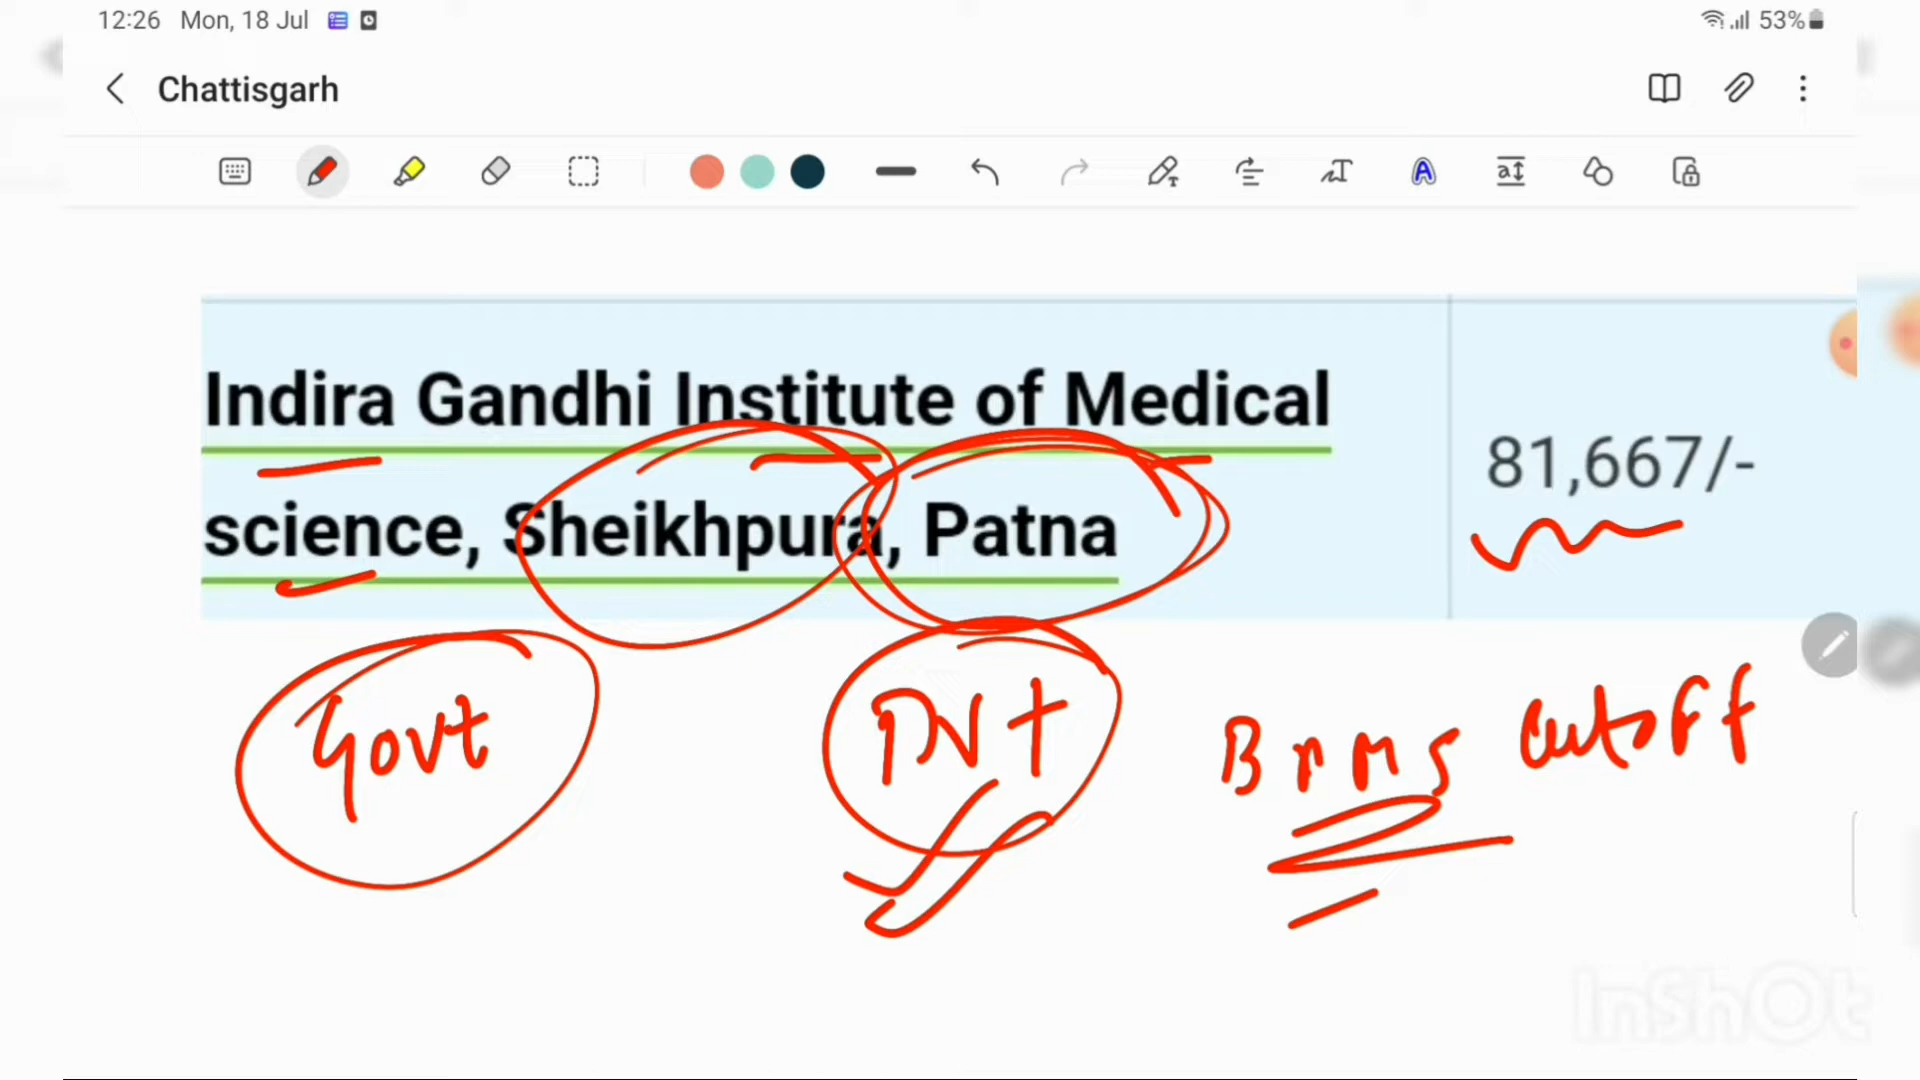 12:26 Mon, 18 Jul 53%
Chattisgarh
Indira Gandhi Institute of Medical
science, Sheikhpura, Patna
81,667/-
Govt
PVT
BAMS Cutoff
InShOt